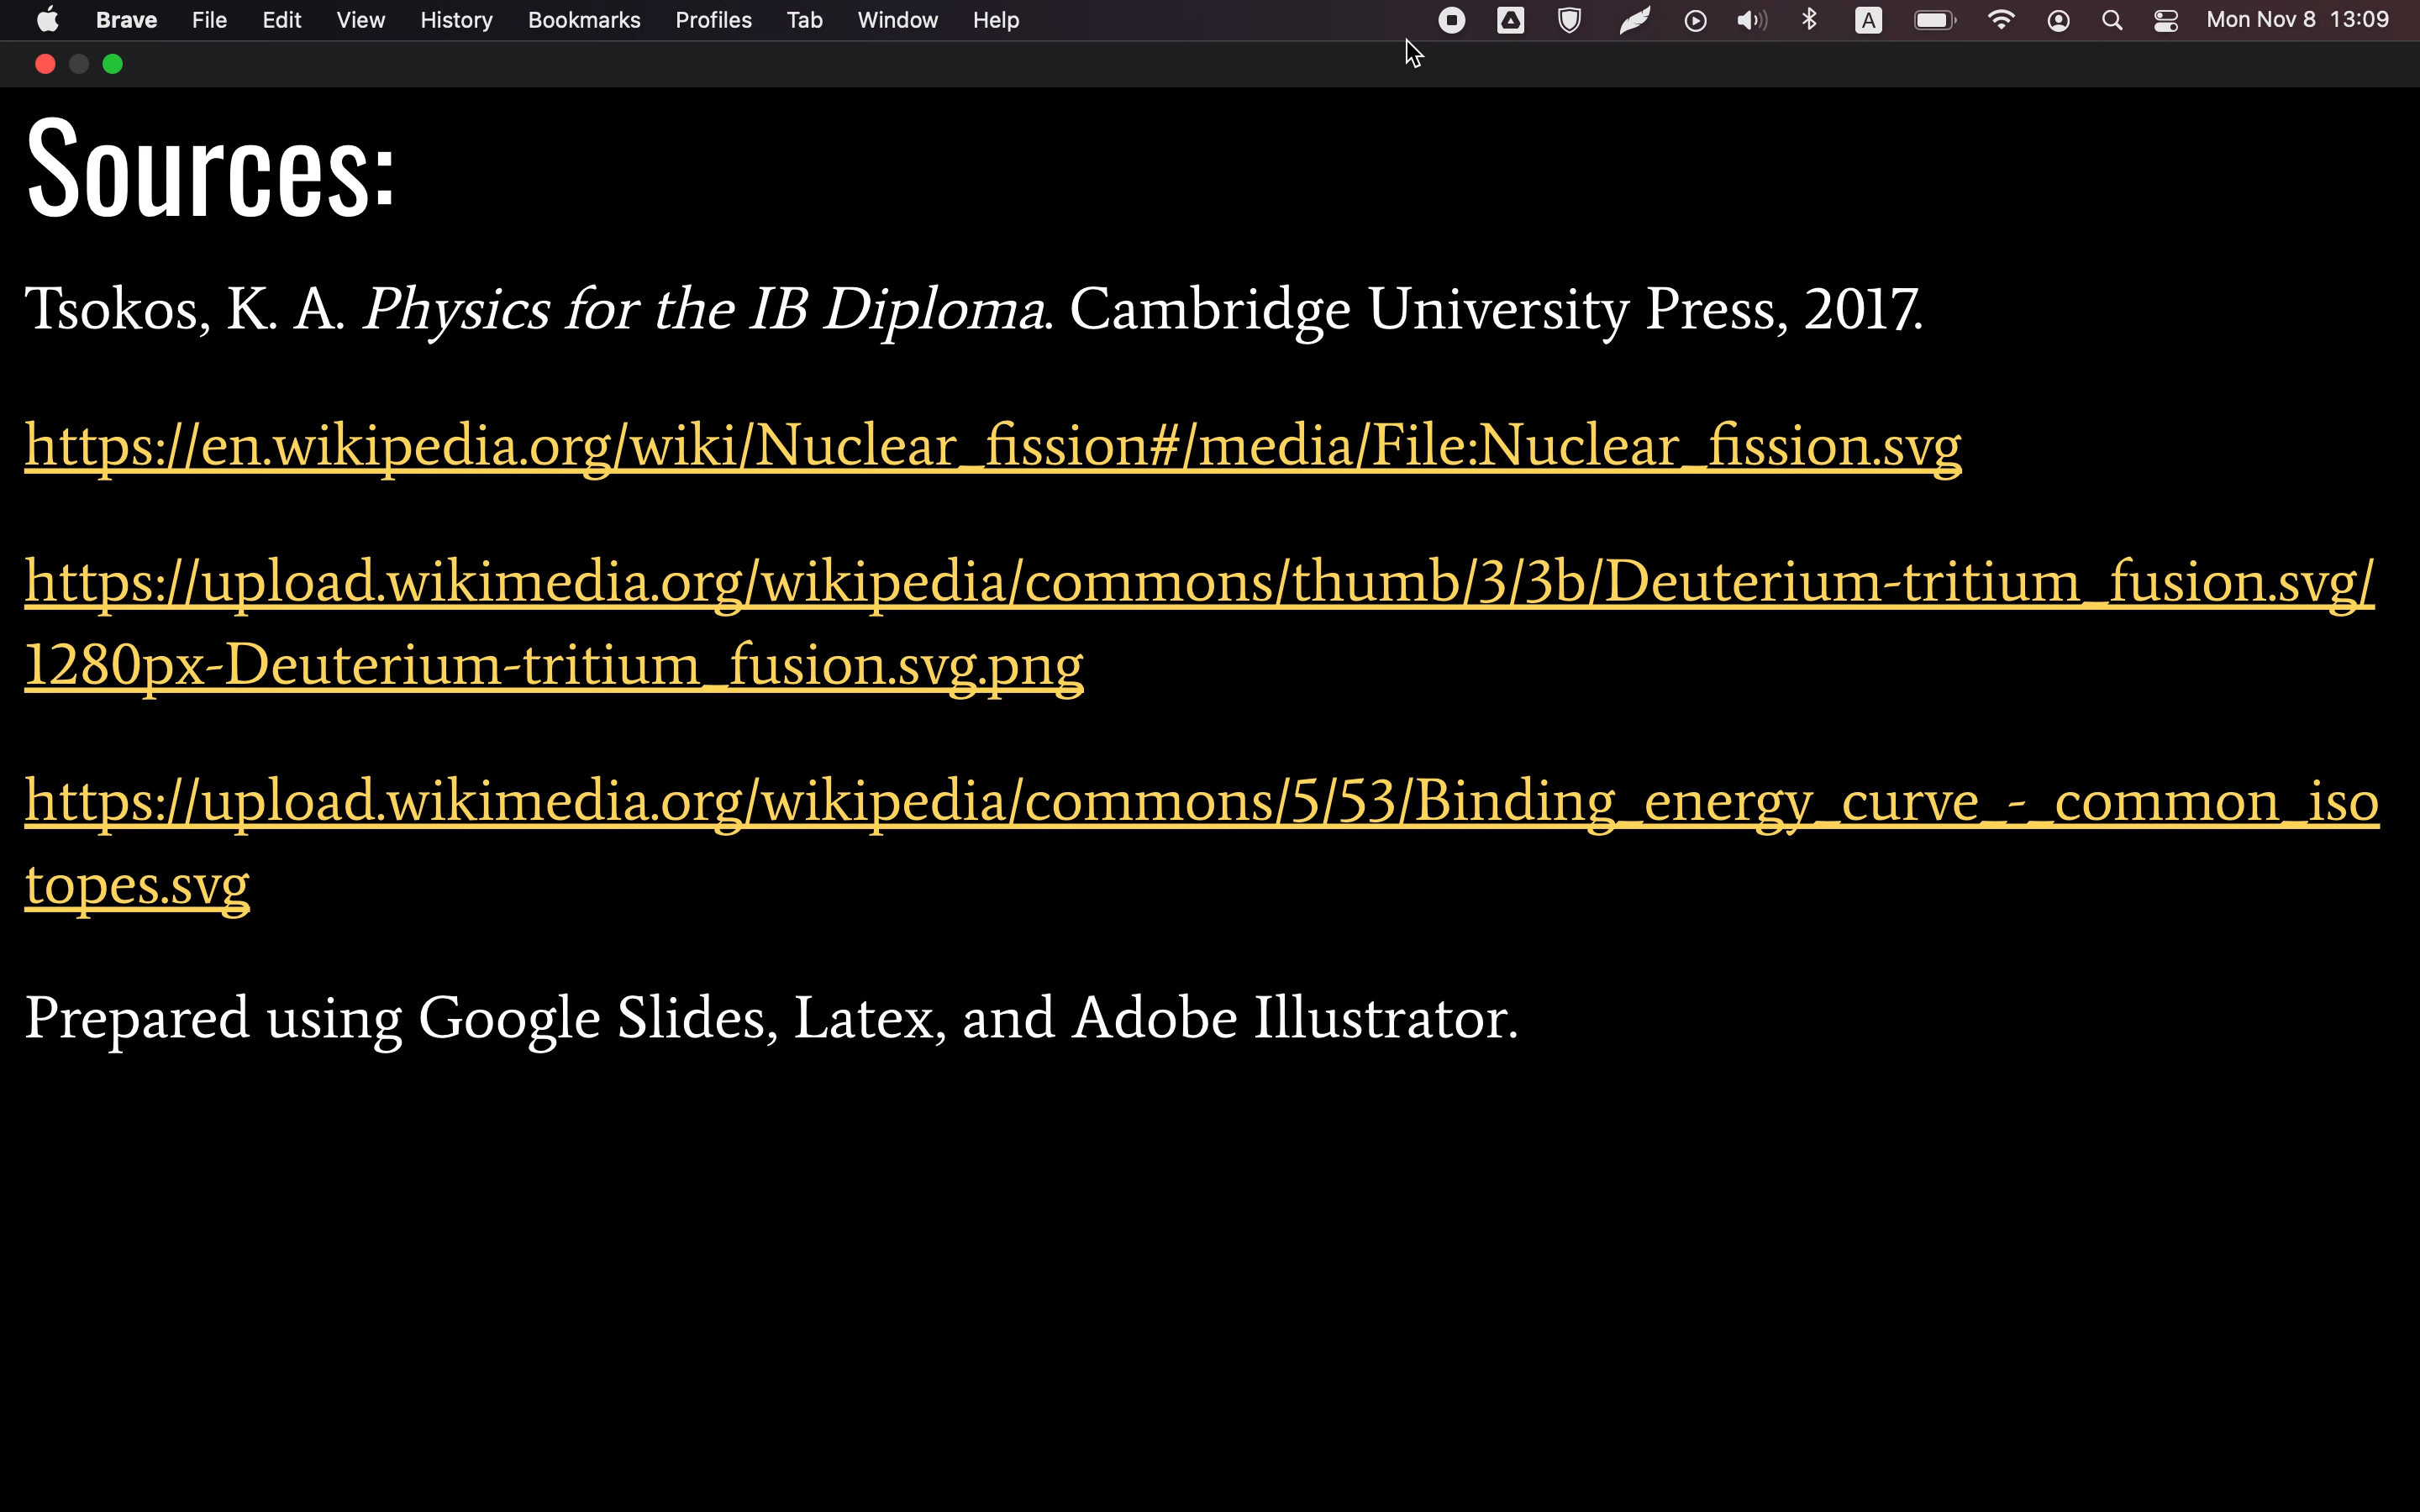 Brave File Edit View History Bookmarks Profiles Tab Window Help A Mon Nov 8 13:09
Sources:
Tsokos, K. A. Physics for the IB Diploma. Cambridge University Press, 2017.
https://en.wikipedia.org/wiki/Nuclear_fission#/media/File:Nuclear_fission.svg
https://upload.wikimedia.org/wikipedia/commons/thumb/3/3b/Deuterium-tritium_fusion.svg/
1280px-Deuterium-tritium_fusion.svg.png
https://upload.wikimedia.org/wikipedia/commons/5/53/Binding_energy_curve_-_common_iso
topes.svg
Prepared using Google Slides, Latex, and Adobe Illustrator.